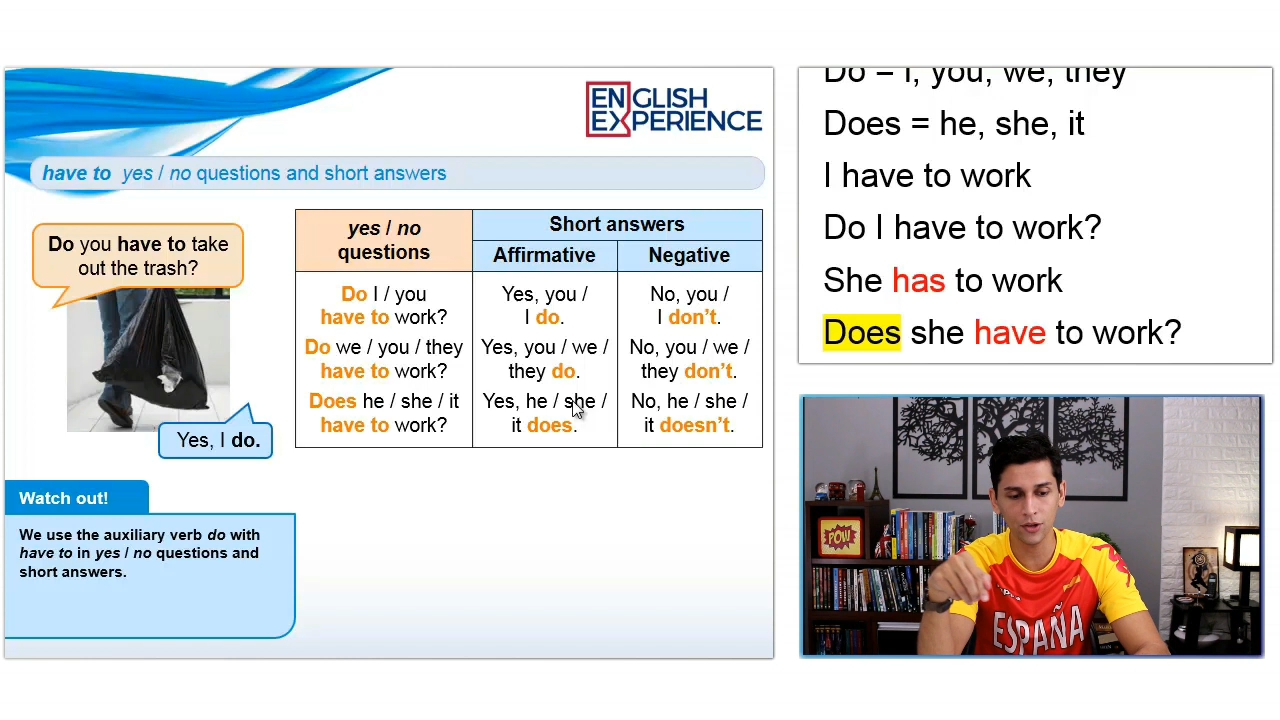 ENGLISH
EXPERIENCE
have to yes / no questions and short answers
Do you have to take
out the trash?
Yes, I do.
yes / no
questions
Short answers
Affirmative
Negative
Do I / you
have to work?
Yes, you /
I do.
No, you /
I don't.
Do we / you / they
have to work?
Yes, you / we /
they do.
No, you / we /
they don't.
Does he / she / it
have to work?
Yes, he / she /
it does.
No, he / she /
it doesn't.
Watch out!
We use the auxiliary verb do with
have to in yes / no questions and
short answers.
Do = I, you, we, they
Does = he, she, it
I have to work
Do I have to work?
She has to work
Does she have to work?
POW
ESPAÑA